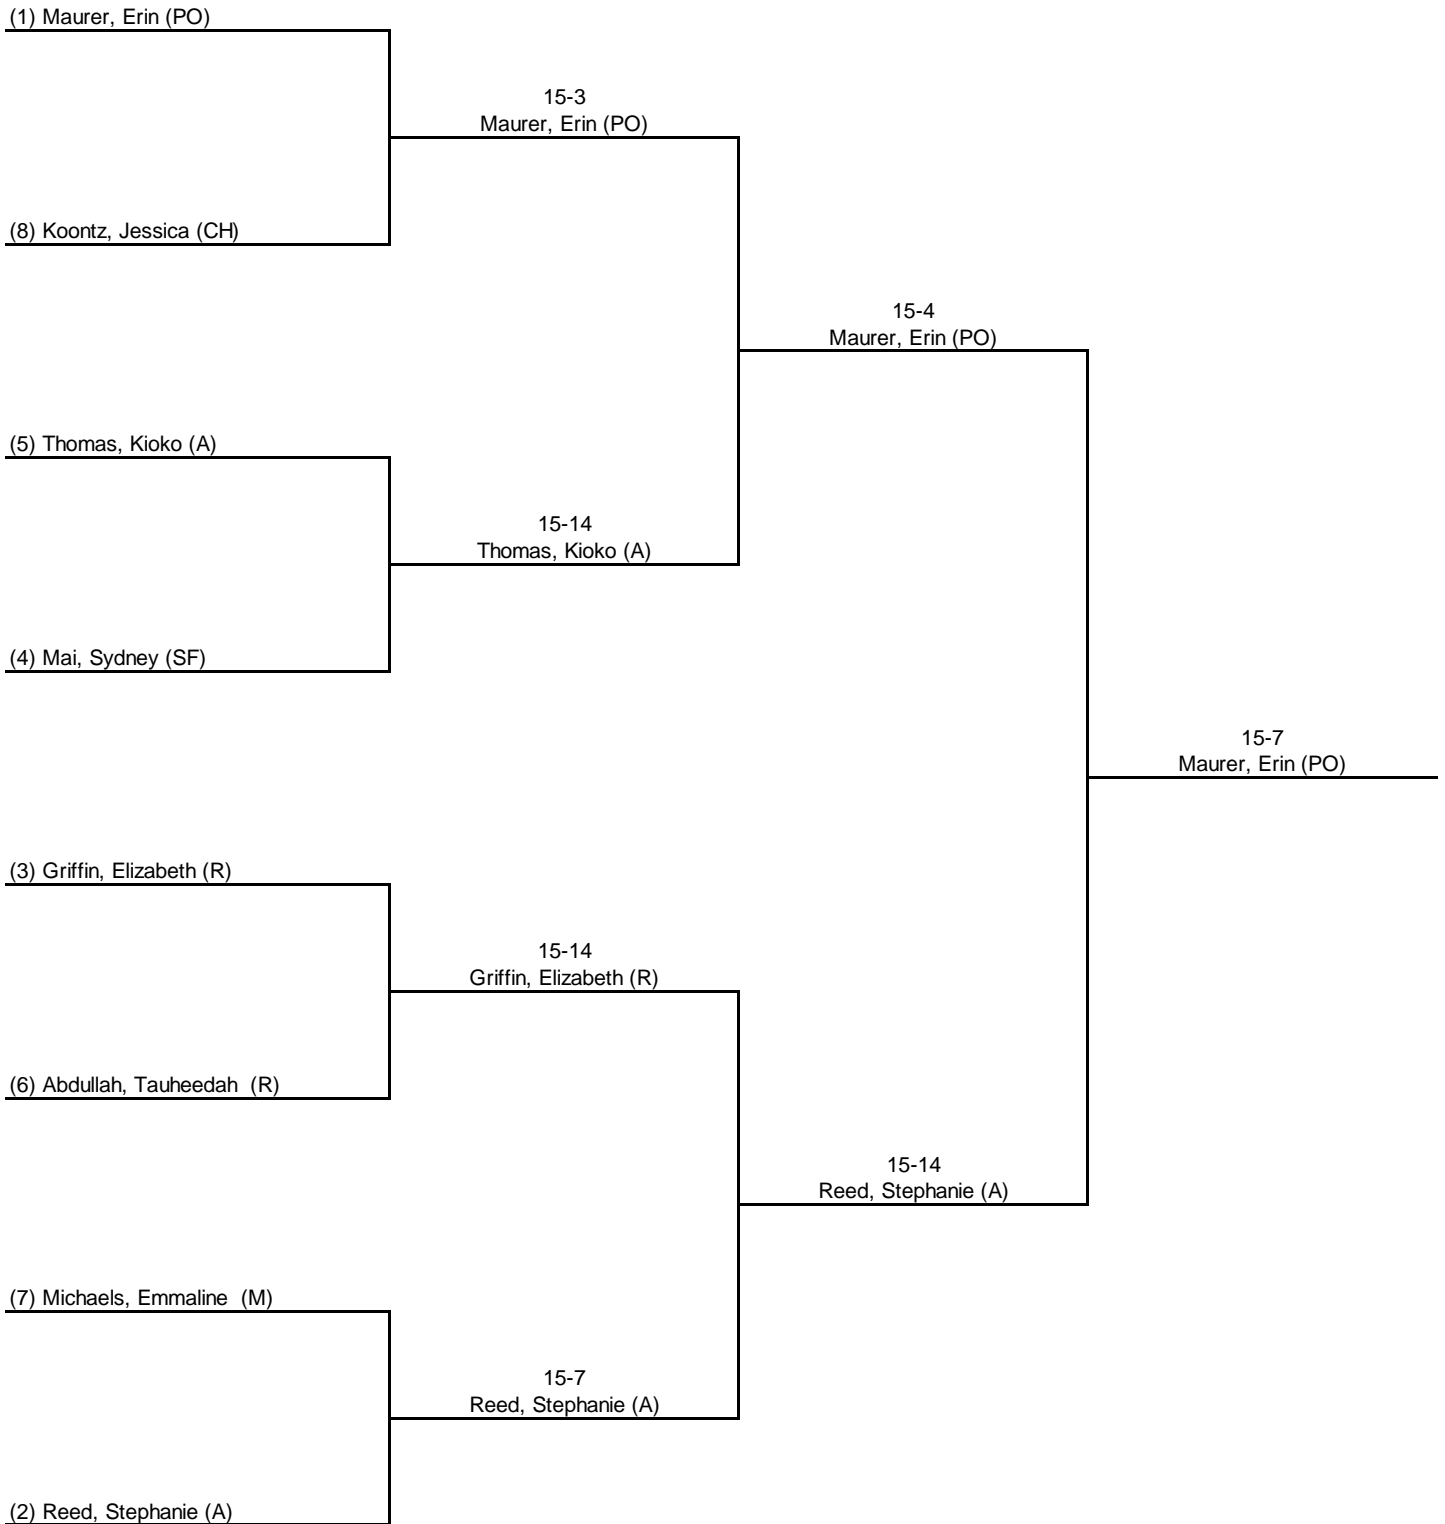 (1) Maurer, Erin (PO)
15-3
Maurer, Erin (PO)
(8) Koontz, Jessica (CH)
15-4
Maurer, Erin (PO)
(5) Thomas, Kioko (A)
15-14
Thomas, Kioko (A)
(4) Mai, Sydney (SF)
15-7
Maurer, Erin (PO)
(3) Griffin, Elizabeth (R)
15-14
Griffin, Elizabeth (R)
(6) Abdullah, Tauheedah  (R)
15-14
Reed, Stephanie (A)
(7) Michaels, Emmaline  (M)
15-7
Reed, Stephanie (A)
(2) Reed, Stephanie (A)